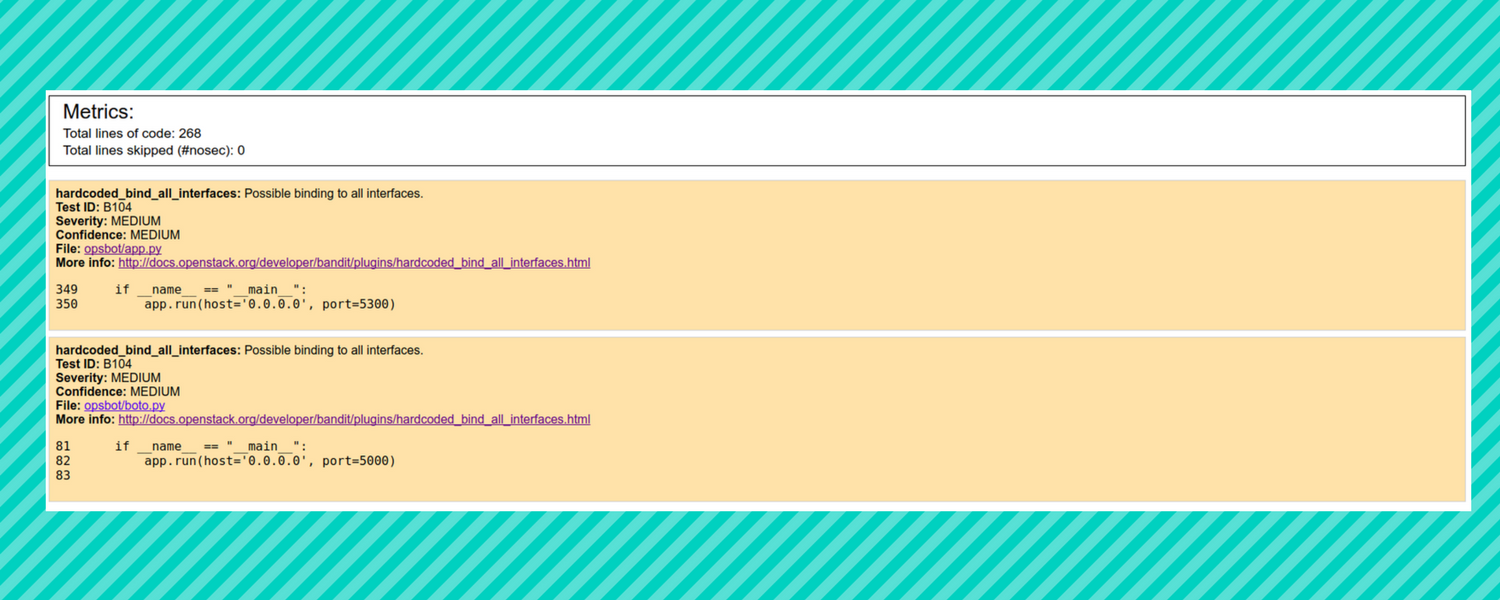 Metrics:
Total lines of code: 268
Total lines skipped (#nosec): 0
hardcoded_bind_all_interfaces: Possible binding to all interfaces.
Test ID: B104
Severity: MEDIUM
Confidence: MEDIUM
File: opsbot/app.py
More info: http://docs.openstack.org/developer/bandit/plugins/hardcoded_bind_all_interfaces.html
349     if __name__ == "__main__":
350         app.run(host='0.0.0.0', port=5300)
hardcoded_bind_all_interfaces: Possible binding to all interfaces.
Test ID: B104
Severity: MEDIUM
Confidence: MEDIUM
File: opsbot/boto.py
More info: http://docs.openstack.org/developer/bandit/plugins/hardcoded_bind_all_interfaces.html
81      if __name__ == "__main__":
82          app.run(host='0.0.0.0', port=5000)
83